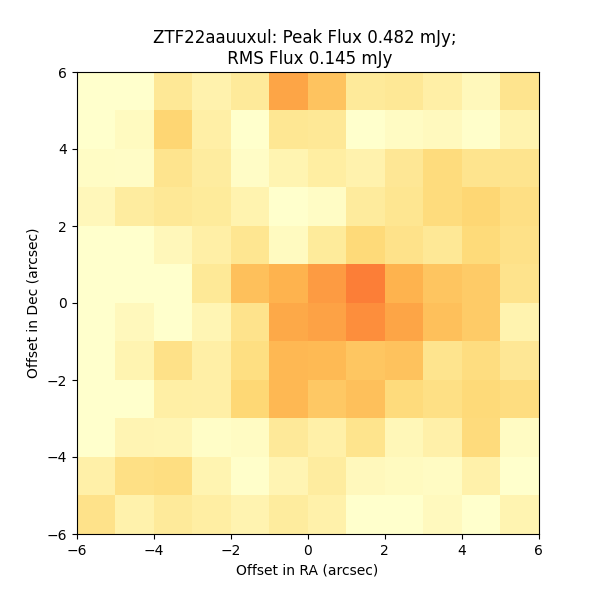 ZTF22aauuxul: Peak Flux 0.482 mJy;
RMS Flux 0.145 mJy
6
4
2
0
−2
−4
−6
Offset in Dec (arcsec)
−6 −4 −2 0 2 4 6
Offset in RA (arcsec)